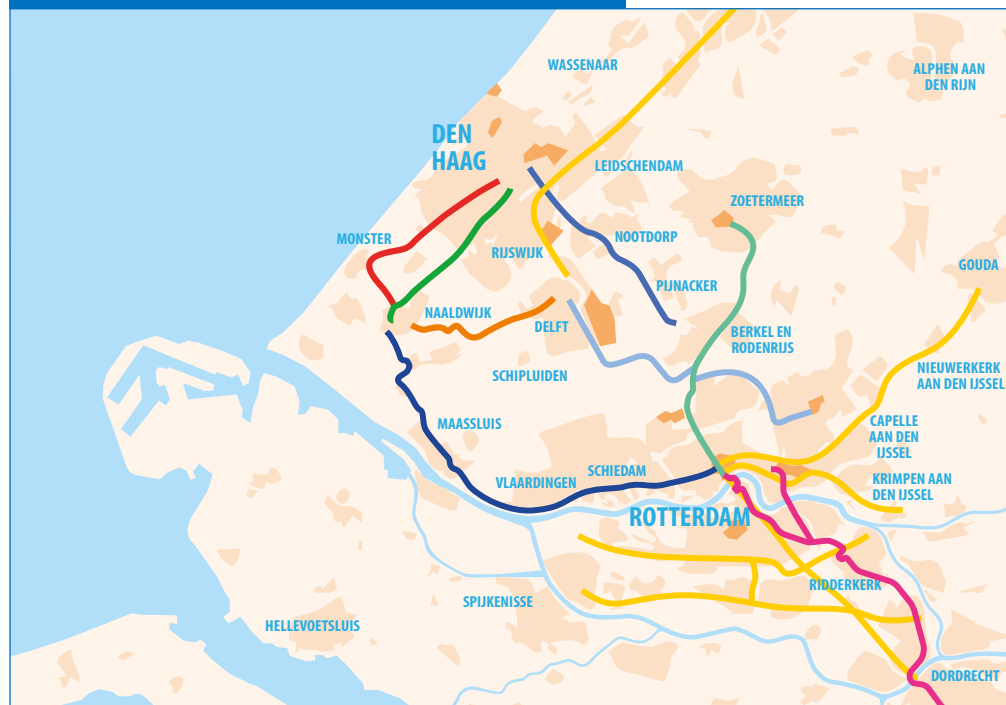 WASSENAAR
ALPHEN AAN
DEN RIJN
DEN
HAAG
LEIDSCHENDAM
ZOETERMEER
MONSTER
RIJSWIJK
NOOTDORP
GOUDA
PIJNACKER
NAALDWIJK
DELFT
BERKEL EN
RODENRIJS
SCHIPLUIDEN
NIEUWERKERK
AAN DEN IJSSEL
MAASSLUIS
CAPELLE
AAN DEN
IJSSEL
SCHIEDAM
VLAARDINGEN
KRIMPEN AAN
DEN IJSSEL
ROTTERDAM
RIDDERKERK
SPIJKENISSE
HELLEVOETSLUIS
DORDRECHT